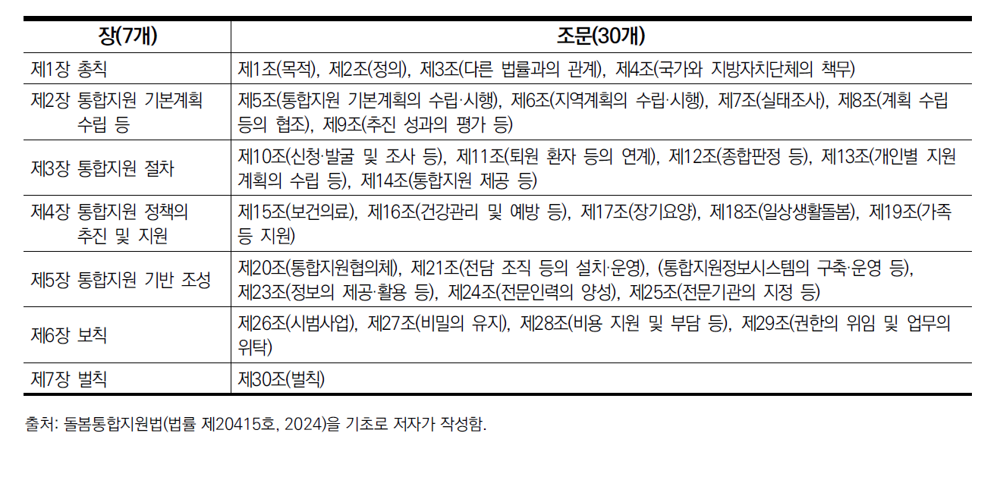 장(7개)
조문(30개)
제1장 총칙
제1조(목적), 제2조(정의), 제3조(다른 법률과의 관계), 제4조(국가와 지방자치단체의 책무)
제2장 통합지원 기본계획
수립 등
제5조(통합지원 기본계획의 수립·시행), 제6조(지역계획의 수립·시행), 제7조(실태조사), 제8조(계획 수립
등의 협조), 제9조(추진 성과의 평가 등)
제3장 통합지원 절차
제10조(신청·발굴 및 조사 등), 제11조(퇴원 환자 등의 연계), 제12조(종합판정 등), 제13조(개인별 지원
계획의 수립 등), 제14조(통합지원 제공 등)
제4장 통합지원 정책의
추진 및 지원
제15조(보건의료), 제16조(건강관리 및 예방 등), 제17조(장기요양), 제18조(일상생활돌봄), 제19조(가족
등 지원)
제5장 통합지원 기반 조성
제20조(통합지원협의체), 제21조(전담 조직 등의 설치·운영), (통합지원정보시스템의 구축·운영 등),
제23조(정보의 제공·활용 등), 제24조(전문인력의 양성), 제25조(전문기관의 지정 등)
제6장 보칙
제26조(시범사업), 제27조(비밀의 유지), 제28조(비용 지원 및 부담 등), 제29조(권한의 위임 및 업무의
위탁)
제7장 벌칙
제30조(벌칙)
출처: 돌봄통합지원법(법률 제20415호, 2024)을 기초로 저자가 작성함.